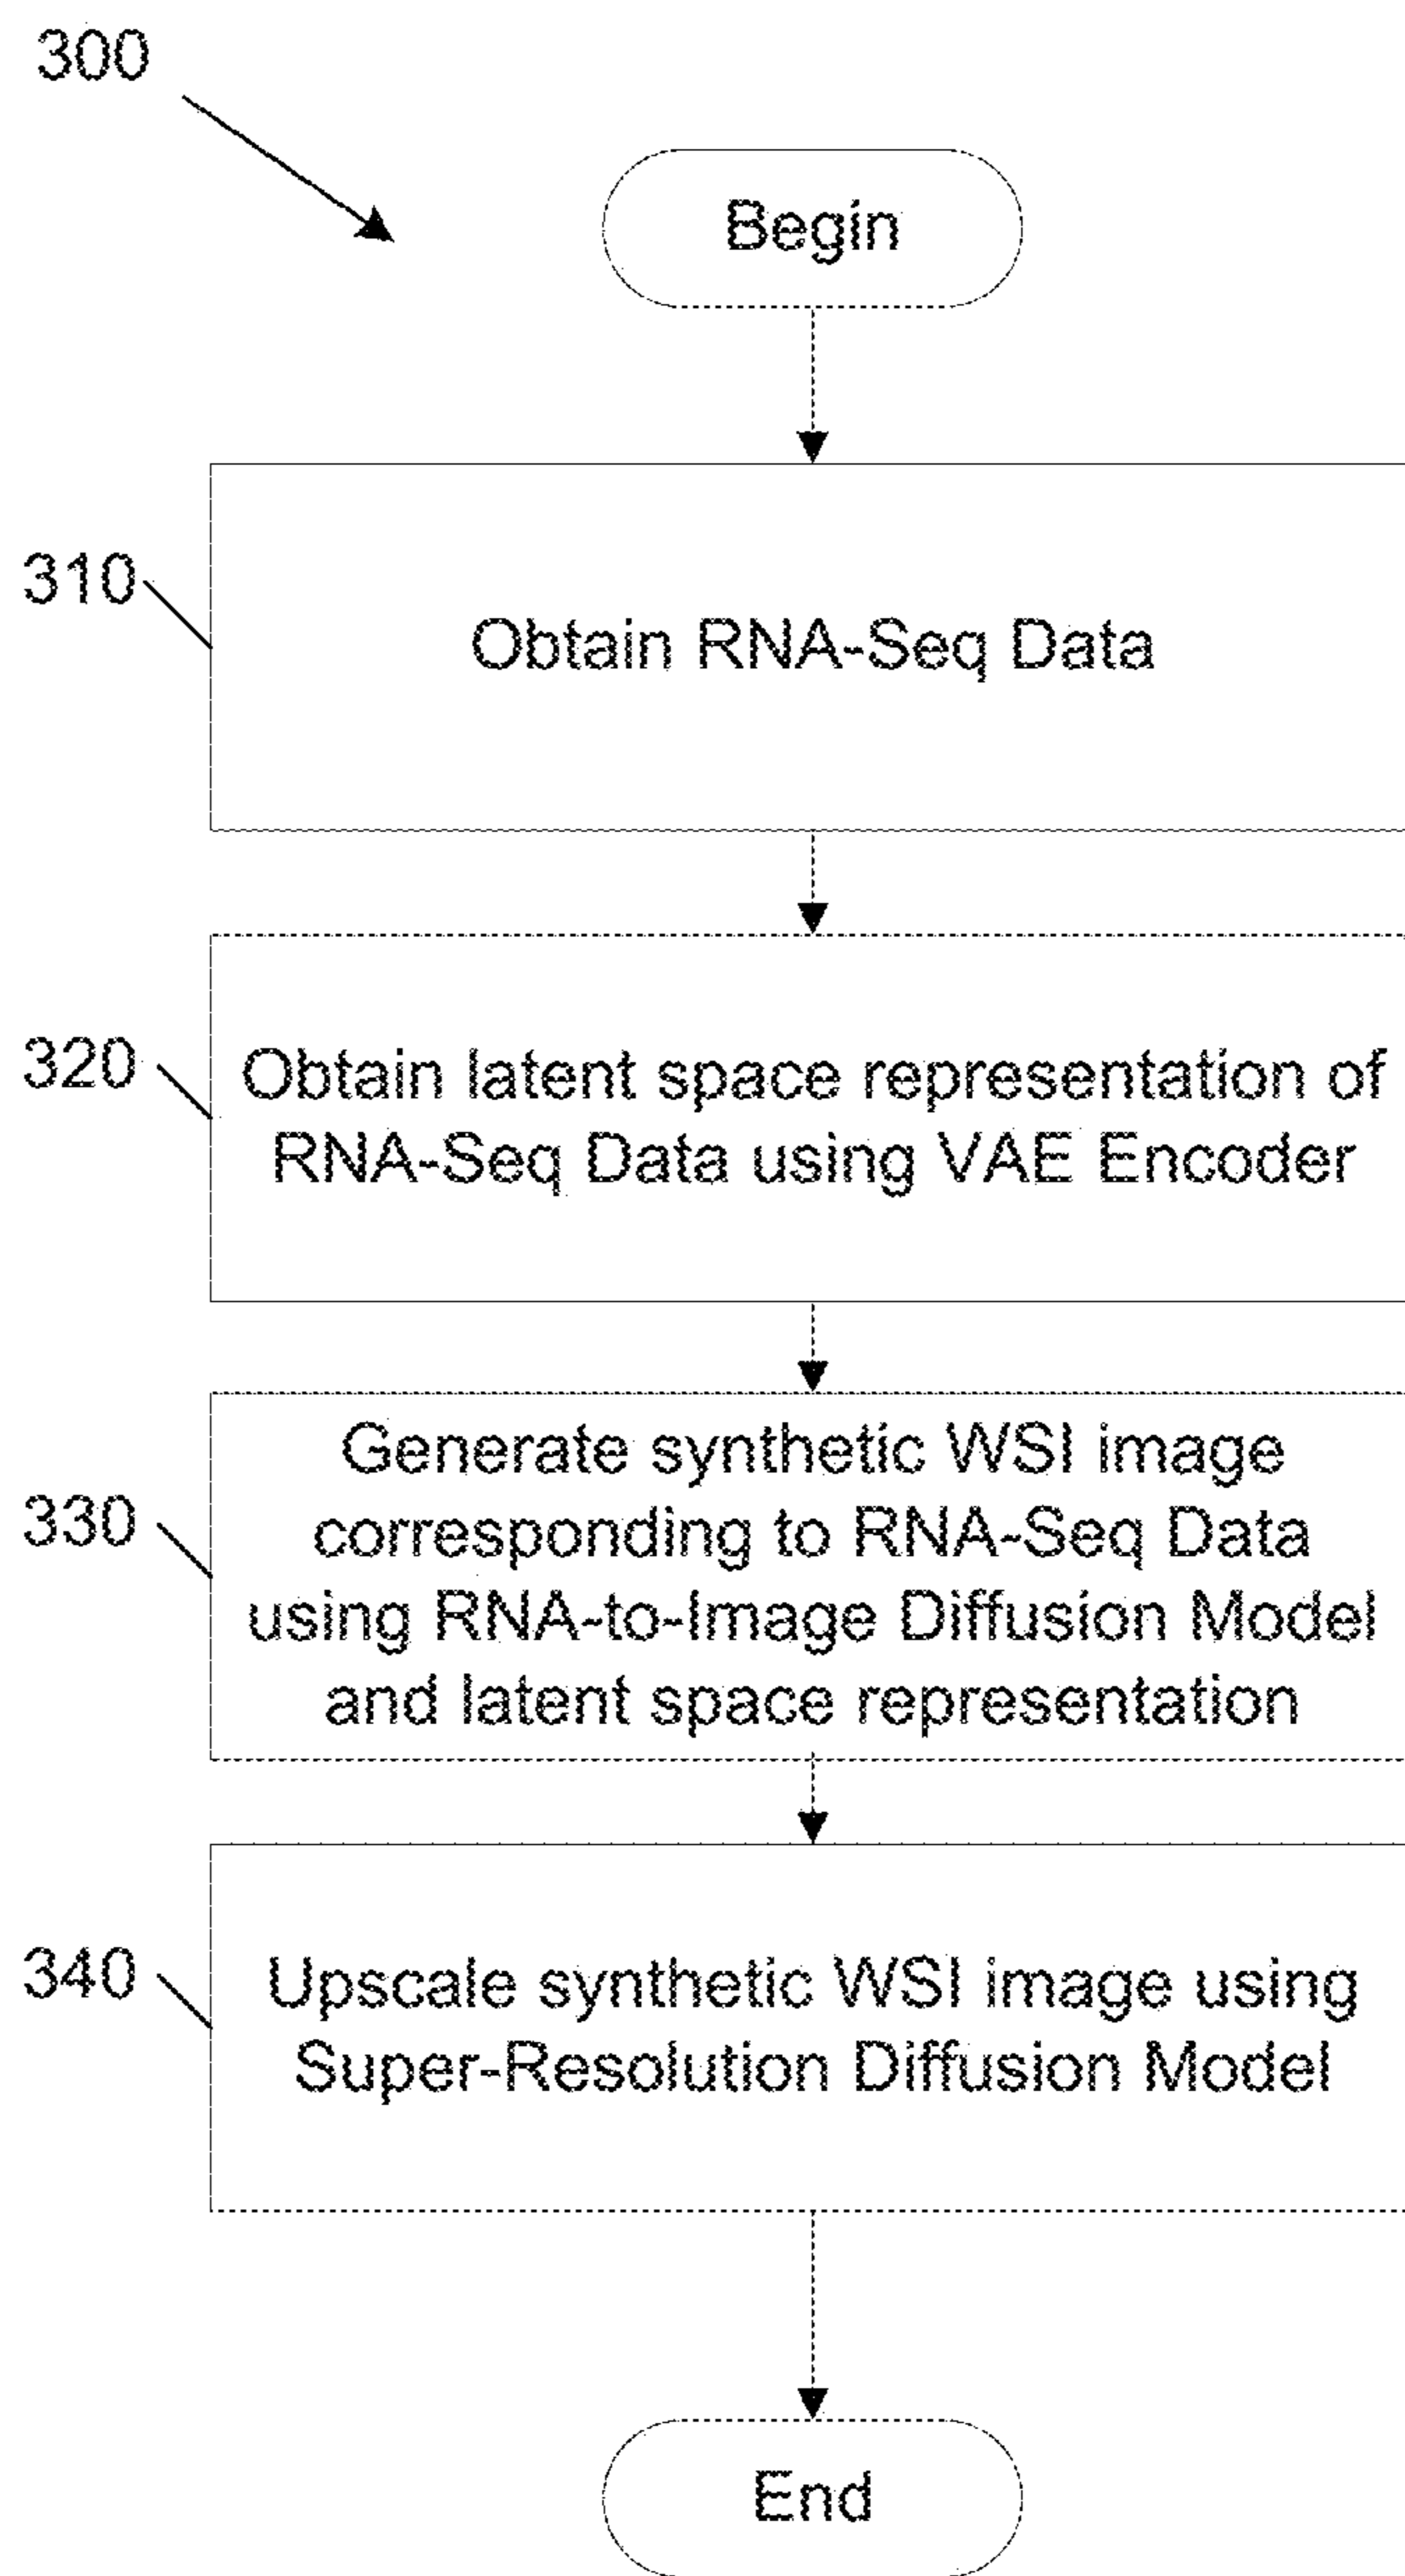 300
Begin
310
Obtain RNA-Seq Data
320
Obtain latent space representation of
RNA-Seq Data using VAE Encoder
330
Generate synthetic WSI image
corresponding to RNA-Seq Data
using RNA-to-Image Diffusion Model
and latent space representation
340
Upscale synthetic WSI image using
Super-Resolution Diffusion Model
End